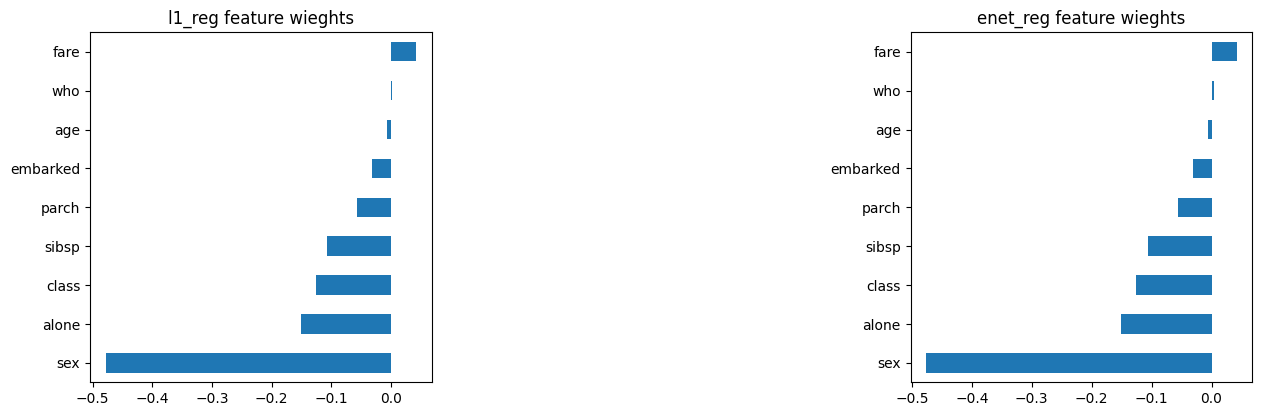 l1_reg feature wieghts
fare
who
age
embarked
parch
sibsp
class
alone
sex
−0.5 −0.4 −0.3 −0.2 −0.1 0.0
enet_reg feature wieghts
fare
who
age
embarked
parch
sibsp
class
alone
sex
−0.5 −0.4 −0.3 −0.2 −0.1 0.0